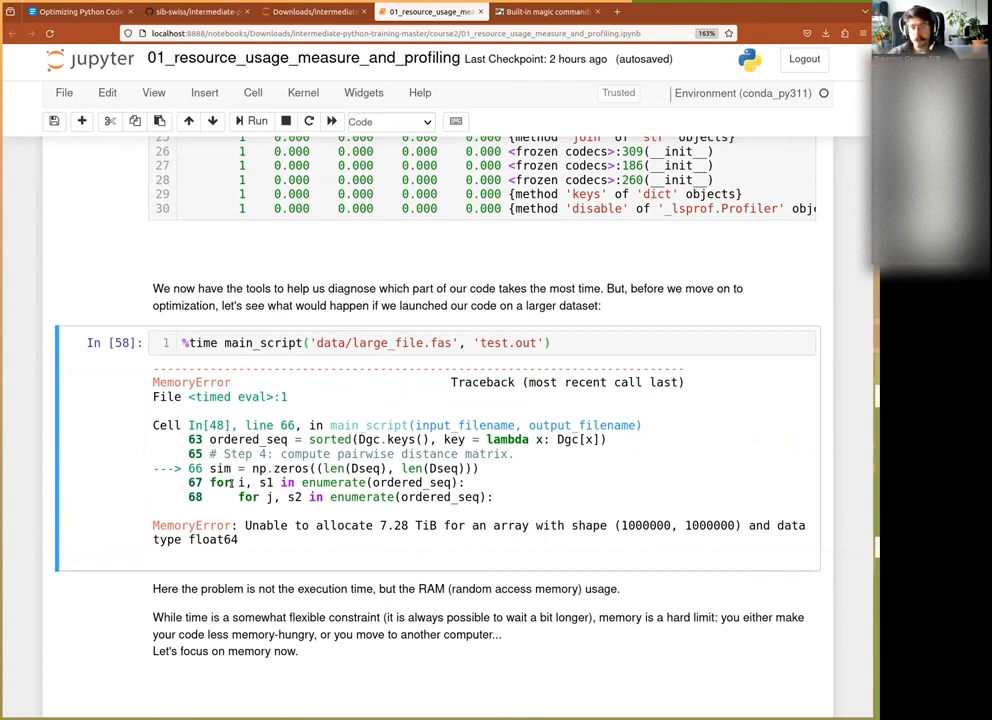 Optimizing Python Code
sib-swiss/intermediate-p
Downloads/intermediate
01_resource_usage_mea
Built-in magic command
localhost:8888/notebooks/Downloads/intermediate-python-training-master/course2/01_resource_usage_measure_and_profiling.ipynb
163%
jupyter 01_resource_usage_measure_and_profiling Last Checkpoint: 2 hours ago (autosaved)
Logout
File Edit View Insert Cell Kernel Widgets Help
Trusted
Environment (conda_py311)
Run
Code
25 1 0.000 0.000 0.000 0.000 {method 'join' of 'str' objects}
26 1 0.000 0.000 0.000 0.000 <frozen codecs>:309(__init__)
27 1 0.000 0.000 0.000 0.000 <frozen codecs>:186(__init__)
28 1 0.000 0.000 0.000 0.000 <frozen codecs>:260(__init__)
29 1 0.000 0.000 0.000 0.000 {method 'keys' of 'dict' objects}
30 1 0.000 0.000 0.000 0.000 {method 'disable' of '_lsprof.Profiler' obje
We now have the tools to help us diagnose which part of our code takes the most time. But, before we move on to
optimization, let's see what would happen if we launched our code on a larger dataset:
In [58]: 1 %time main_script('data/large_file.fas', 'test.out')
---------------------------------------------------------------------------
MemoryError Traceback (most recent call last)
File <timed eval>:1
Cell In[48], line 66, in main_script(input_filename, output_filename)
63 ordered_seq = sorted(Dgc.keys(), key = lambda x: Dgc[x])
65 # Step 4: compute pairwise distance matrix.
---> 66 sim = np.zeros((len(Dseq), len(Dseq)))
67 for i, s1 in enumerate(ordered_seq):
68 for j, s2 in enumerate(ordered_seq):
MemoryError: Unable to allocate 7.28 TiB for an array with shape (1000000, 1000000) and data
type float64
Here the problem is not the execution time, but the RAM (random access memory) usage.
While time is a somewhat flexible constraint (it is always possible to wait a bit longer), memory is a hard limit: you either make
your code less memory-hungry, or you move to another computer...
Let's focus on memory now.